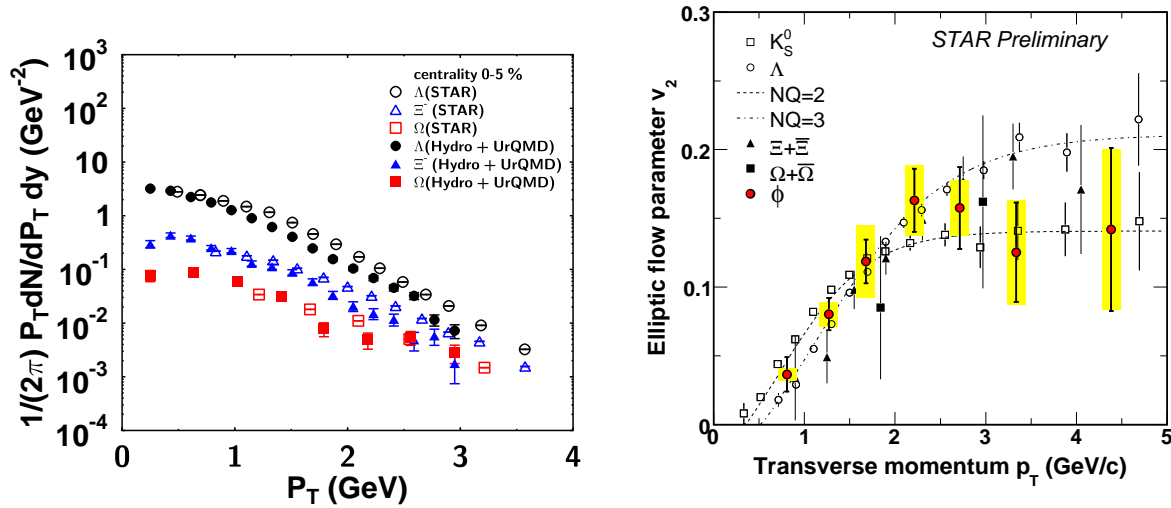 1/(2π) P_T dN/dP_T dy (GeV⁻²)
10³
10²
10
1
10⁻¹
10⁻²
10⁻³
10⁻⁴
centrality 0-5 %
Λ(STAR)
Ξ⁻(STAR)
Ω(STAR)
Λ(Hydro + UrQMD)
Ξ⁻(Hydro + UrQMD)
Ω(Hydro + UrQMD)
0 1 2 3 4
P_T (GeV)
Elliptic flow parameter v₂
0.3
0.2
0.1
0
STAR Preliminary
K⁰_S
Λ
NQ=2
NQ=3
Ξ+Ξ̅
Ω+Ω̅
ϕ
0 1 2 3 4 5
Transverse momentum p_T (GeV/c)